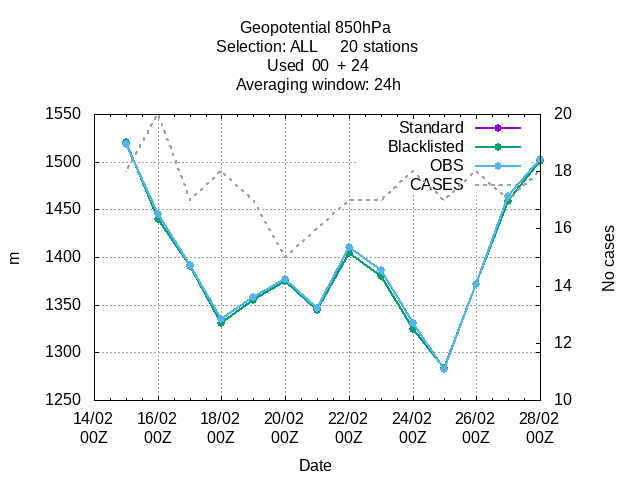 Geopotential 850hPa
Selection: ALL 20 stations
Used 00 + 24
Averaging window: 24h
1550
1500
1450
1400
1350
1300
1250
m
20
18
16
14
12
10
No cases
Standard
Blacklisted
OBS
CASES
14/02 16/02 18/02 20/02 22/02 24/02 26/02 28/02
00Z 00Z 00Z 00Z 00Z 00Z 00Z 00Z
Date